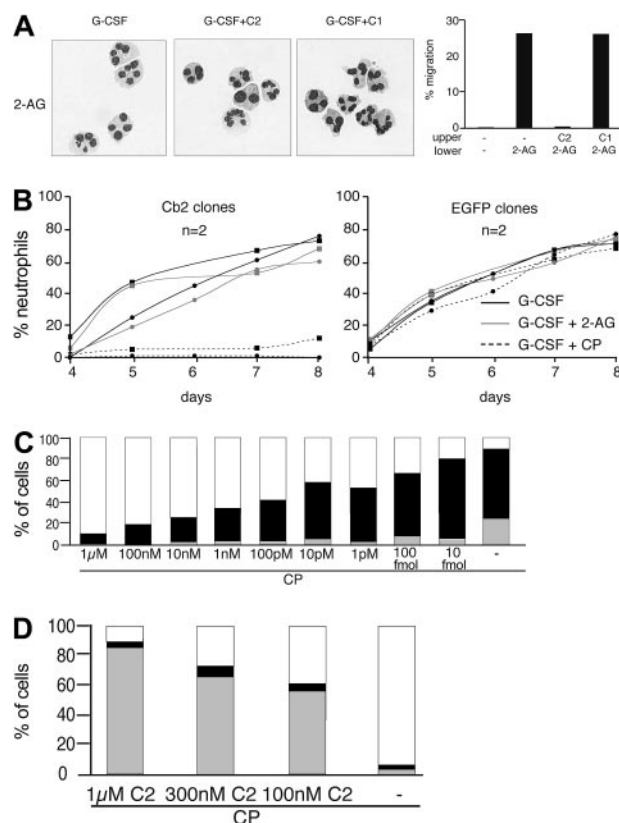 A
G-CSF
G-CSF+C2
G-CSF+C1
2-AG
% migration
30
20
10
0
upper - - C2 C1
lower - 2-AG 2-AG 2-AG
B
Cb2 clones
n=2
EGFP clones
n=2
% neutrophils
80
60
40
20
0
4 5 6 7 8
days
80
60
40
20
0
4 5 6 7 8
days
G-CSF
G-CSF + 2-AG
G-CSF + CP
C
% of cells
100
80
60
40
20
0
1µM 100nM 10nM 1nM 100pM 10pM 1pM 100 fmol 10 fmol -
CP
D
% of cells
100
80
60
40
20
0
1µM C2 300nM C2 100nM C2 -
CP